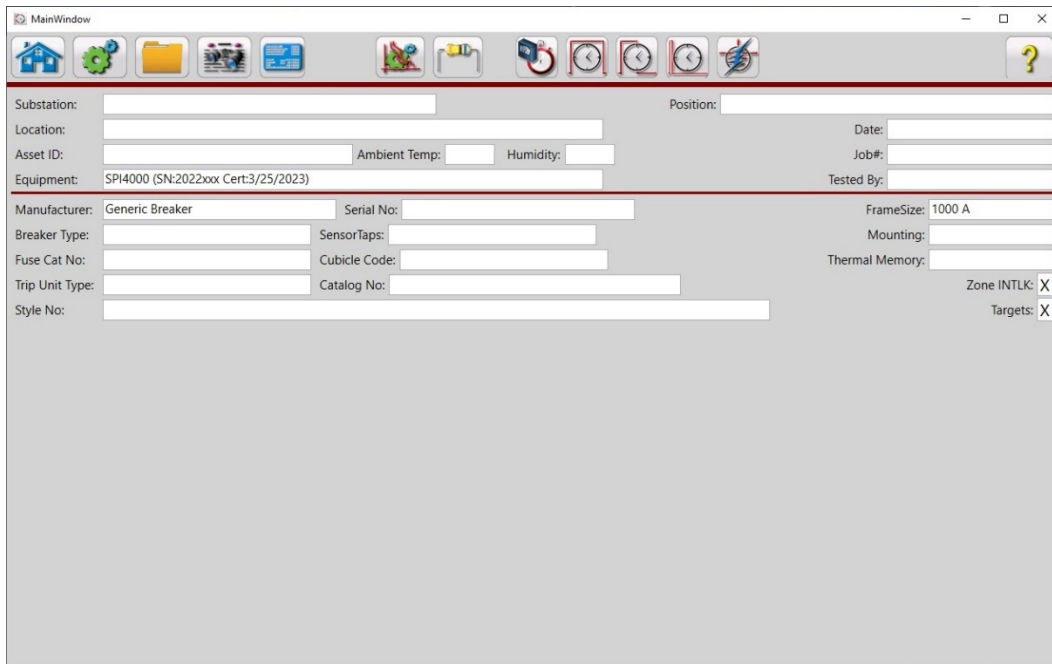 MainWindow
Substation: Position:
Location: Date:
Asset ID: Ambient Temp: Humidity: Job#:
Equipment: SPI4000 (SN:2022xxx Cert:3/25/2023) Tested By:
Manufacturer: Generic Breaker Serial No: FrameSize: 1000 A
Breaker Type: SensorTaps: Mounting:
Fuse Cat No: Cubicle Code: Thermal Memory:
Trip Unit Type: Catalog No: Zone INTLK: X
Style No: Targets: X